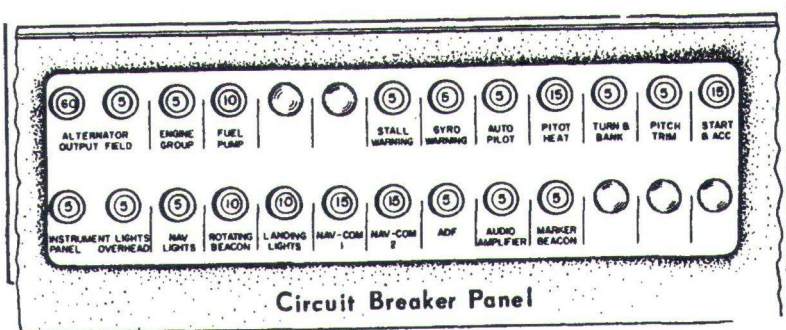 60 5 5 10 5 5 5 15 5 5 15
ALTERNATOR ENGINE FUEL STALL GYRO AUTO PITOT TURN & PITCH START
OUTPUT FIELD GROUP PUMP WARNING WARNING PILOT HEAT BANK TRIM & ACC
5 5 5 10 10 15 15 5 5 5
INSTRUMENT LIGHTS NAV ROTATING LANDING NAV-COM NAV-COM ADF AUDIO MARKER
PANEL OVERHEAD LIGHTS BEACON LIGHTS 1 2 AMPLIFIER BEACON
Circuit Breaker Panel